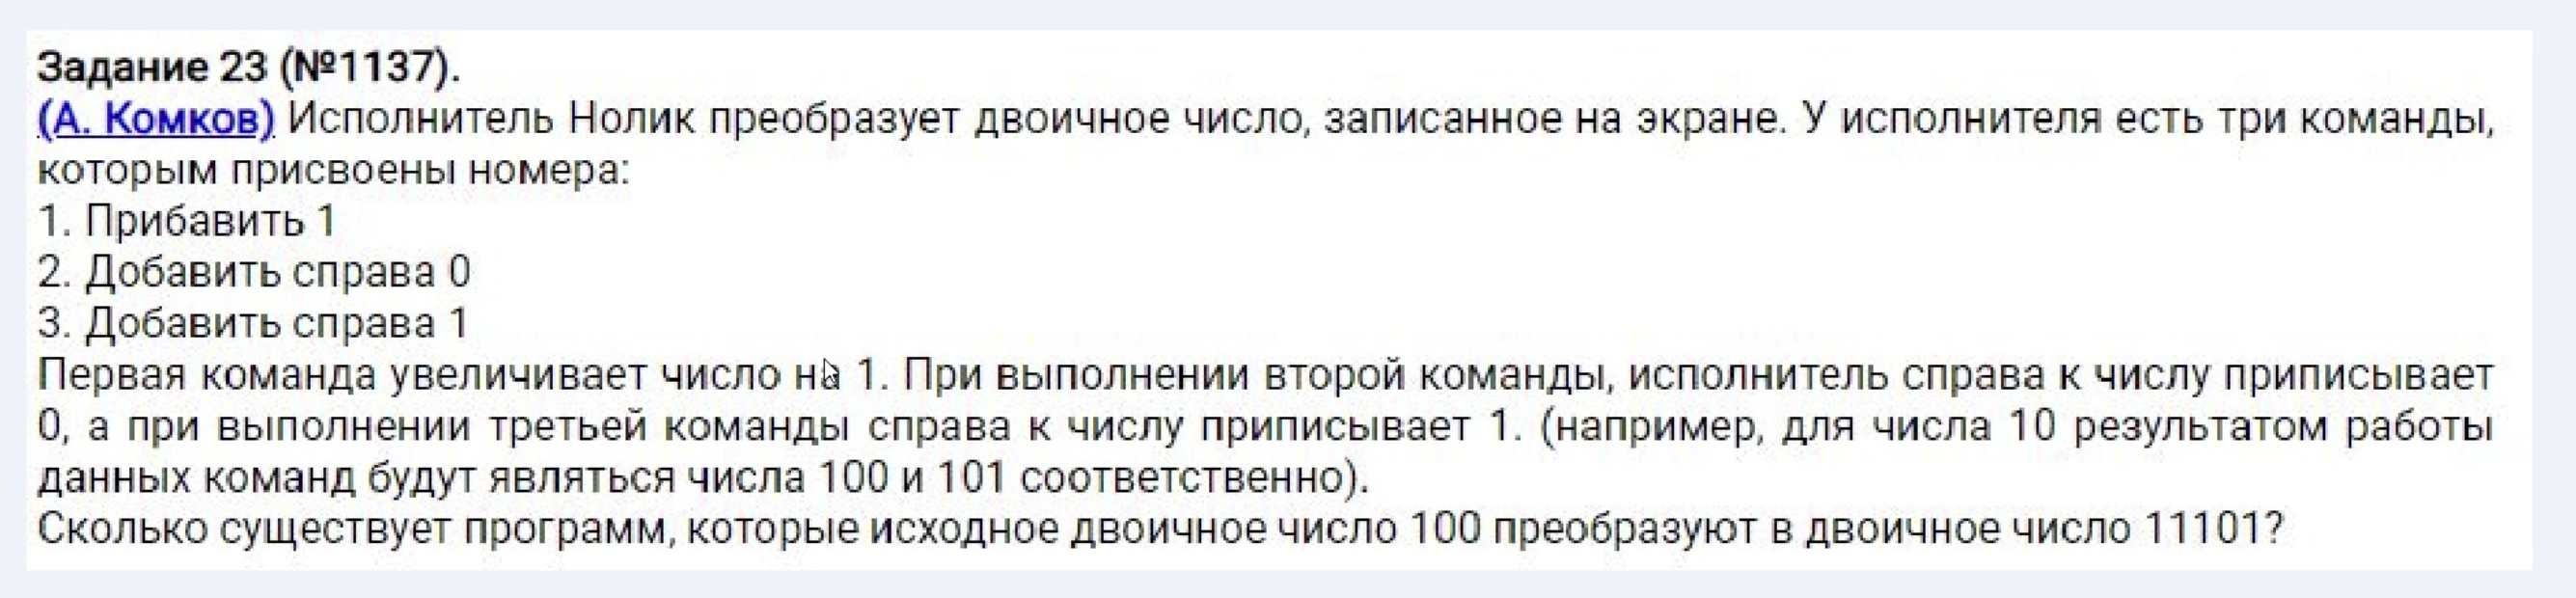 Задание 23 (№1137).
(А. Комков) Исполнитель Нолик преобразует двоичное число, записанное на экране. У исполнителя есть три команды,
которым присвоены номера:
1. Прибавить 1
2. Добавить справа 0
3. Добавить справа 1
Первая команда увеличивает число на 1. При выполнении второй команды, исполнитель справа к числу приписывает
0, а при выполнении третьей команды справа к числу приписывает 1. (например, для числа 10 результатом работы
данных команд будут являться числа 100 и 101 соответственно).
Сколько существует программ, которые исходное двоичное число 100 преобразуют в двоичное число 11101?